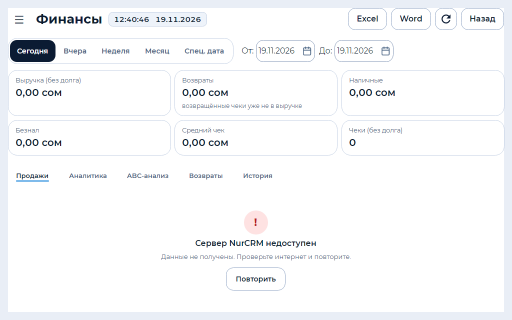 Финансы 12:40:46 19.11.2026 Excel Word Назад
Сегодня Вчера Неделя Месяц Спец. дата От: 19.11.2026 До: 19.11.2026
Выручка (без долга)
0,00 сом
Возвраты
0,00 сом
возвращённые чеки уже не в выручке
Наличные
0,00 сом
Безнал
0,00 сом
Средний чек
0,00 сом
Чеки (без долга)
0
Продажи Аналитика ABC-анализ Возвраты История
!
Сервер NurCRM недоступен
Данные не получены. Проверьте интернет и повторите.
Повторить